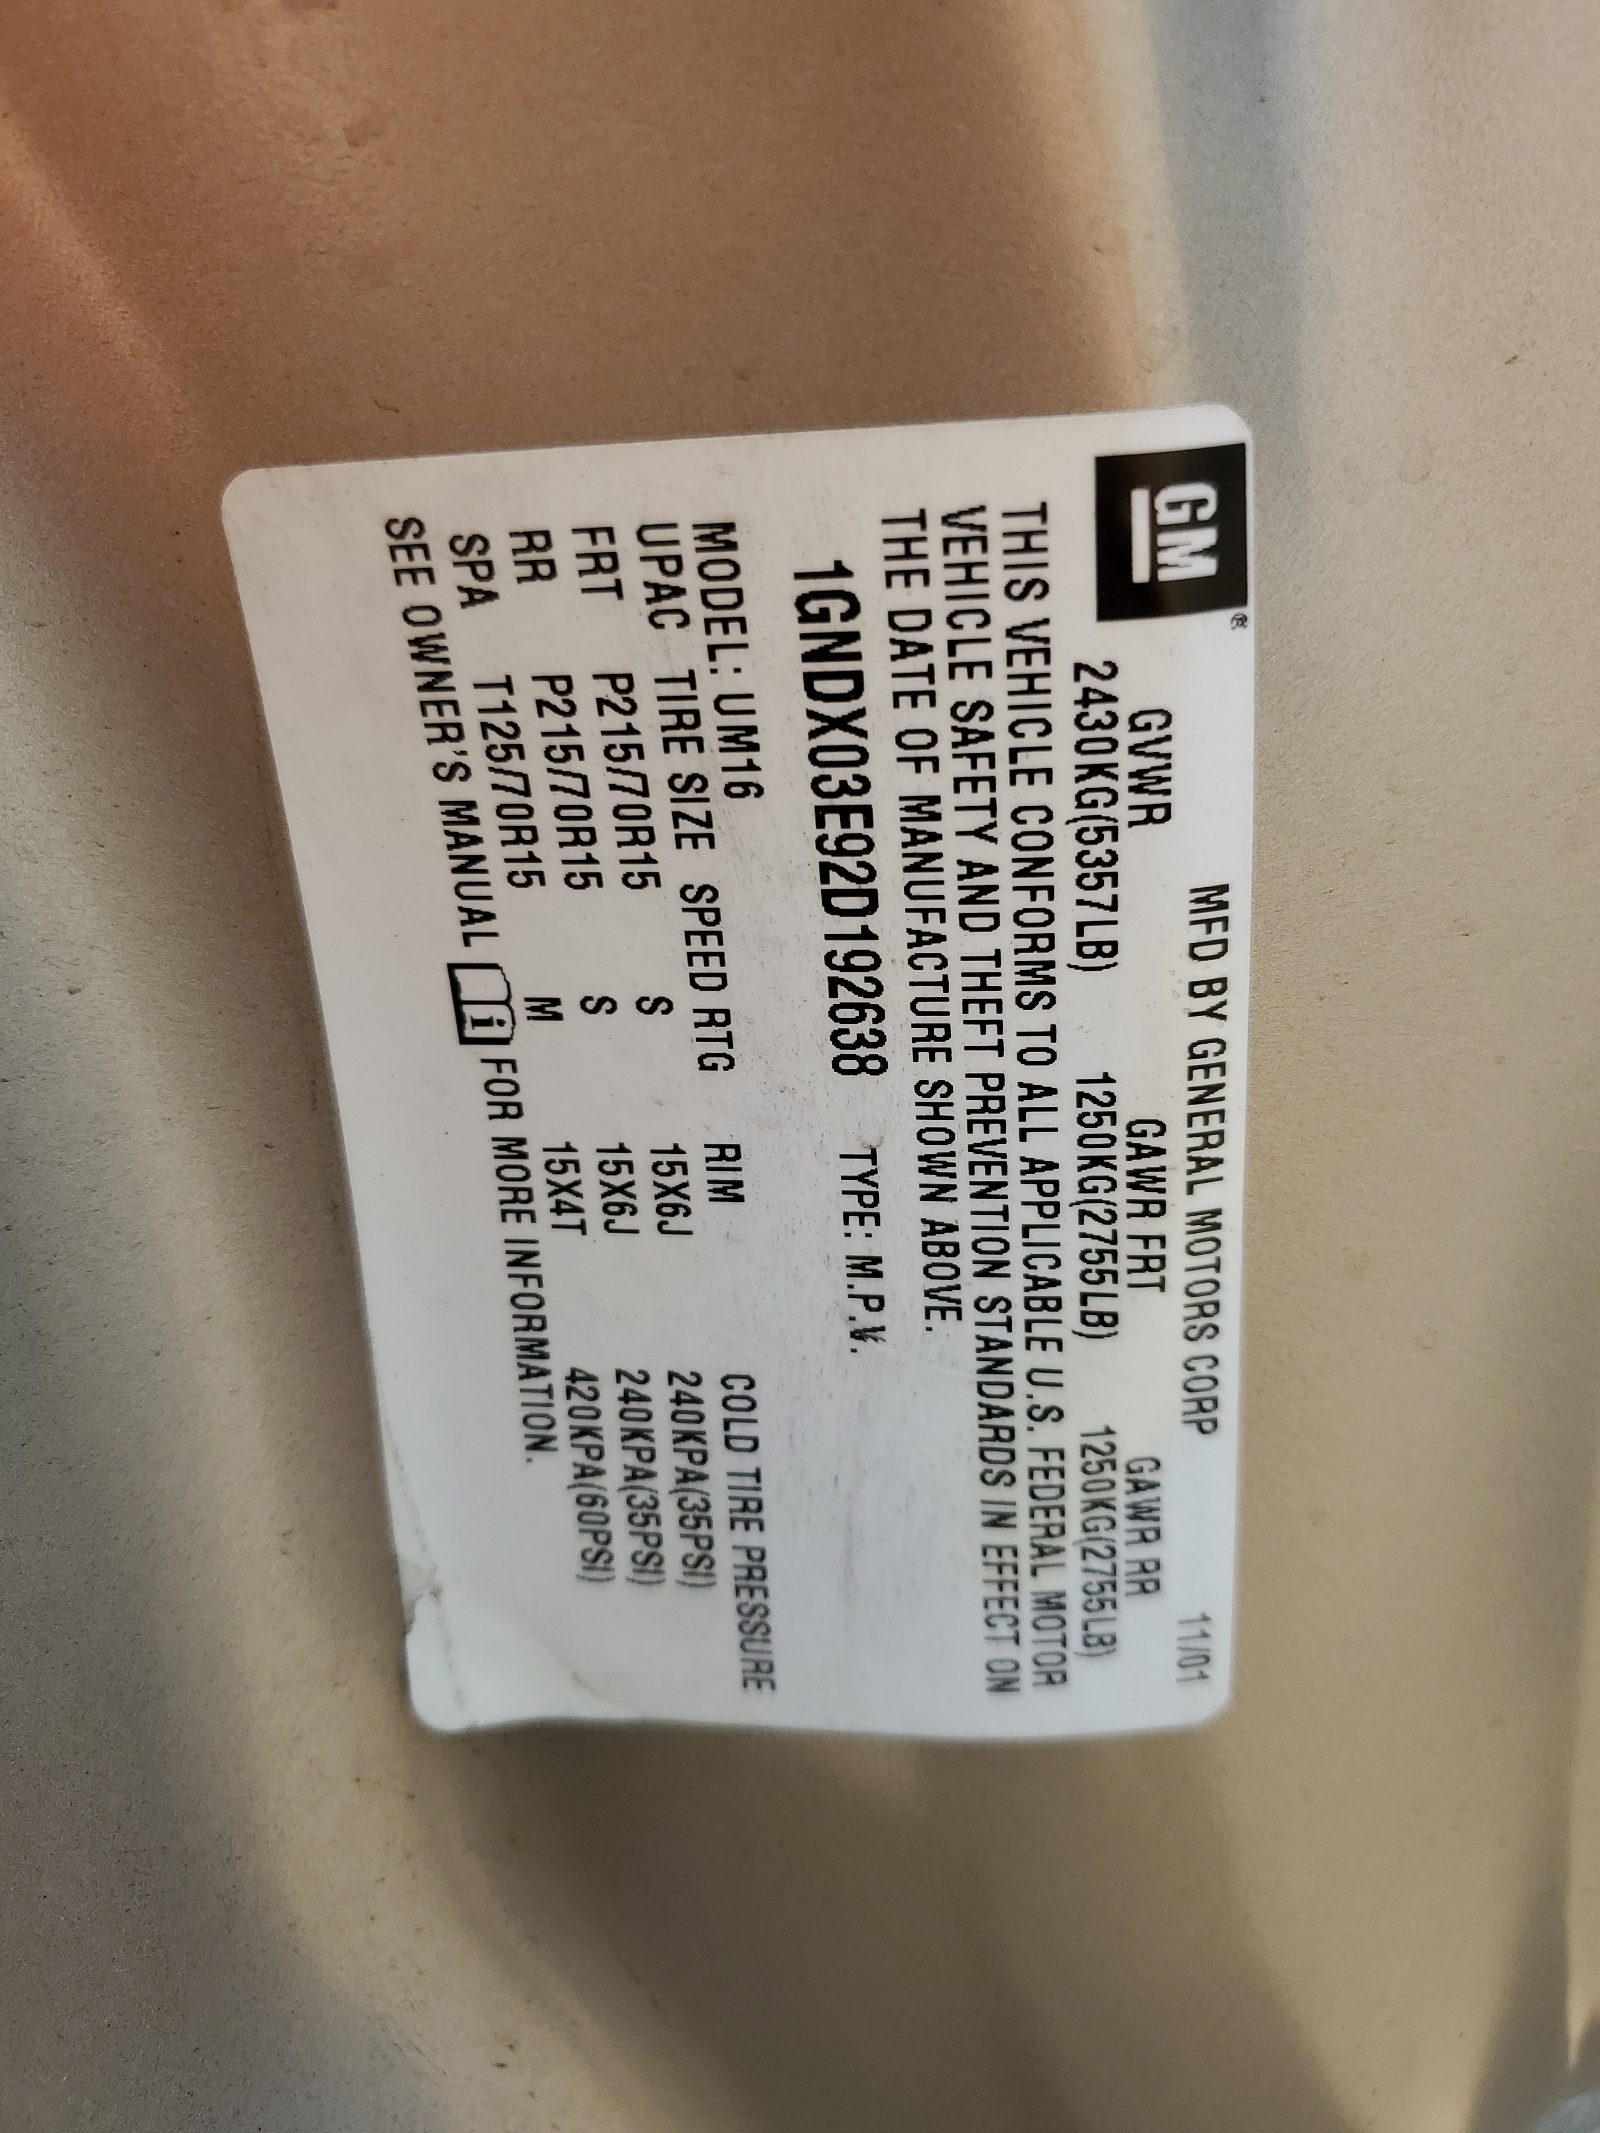 GM®
MFD BY GENERAL MOTORS CORP 11/01
GVWR GAWR FRT GAWR RR
2430KG(5357LB) 1250KG(2755LB) 1250KG(2755LB)
THIS VEHICLE CONFORMS TO ALL APPLICABLE U.S. FEDERAL MOTOR
VEHICLE SAFETY AND THEFT PREVENTION STANDARDS IN EFFECT ON
THE DATE OF MANUFACTURE SHOWN ABOVE.
1GNDX03E92D192638 TYPE: M.P.V.
MODEL: UM16
UPAC TIRE SIZE SPEED RTG RIM COLD TIRE PRESSURE
FRT P215/70R15 S 15X6J 240KPA(35PSI)
RR P215/70R15 S 15X6J 240KPA(35PSI)
SPA T125/70R15 M 15X4T 420KPA(60PSI)
SEE OWNER'S MANUAL i FOR MORE INFORMATION.